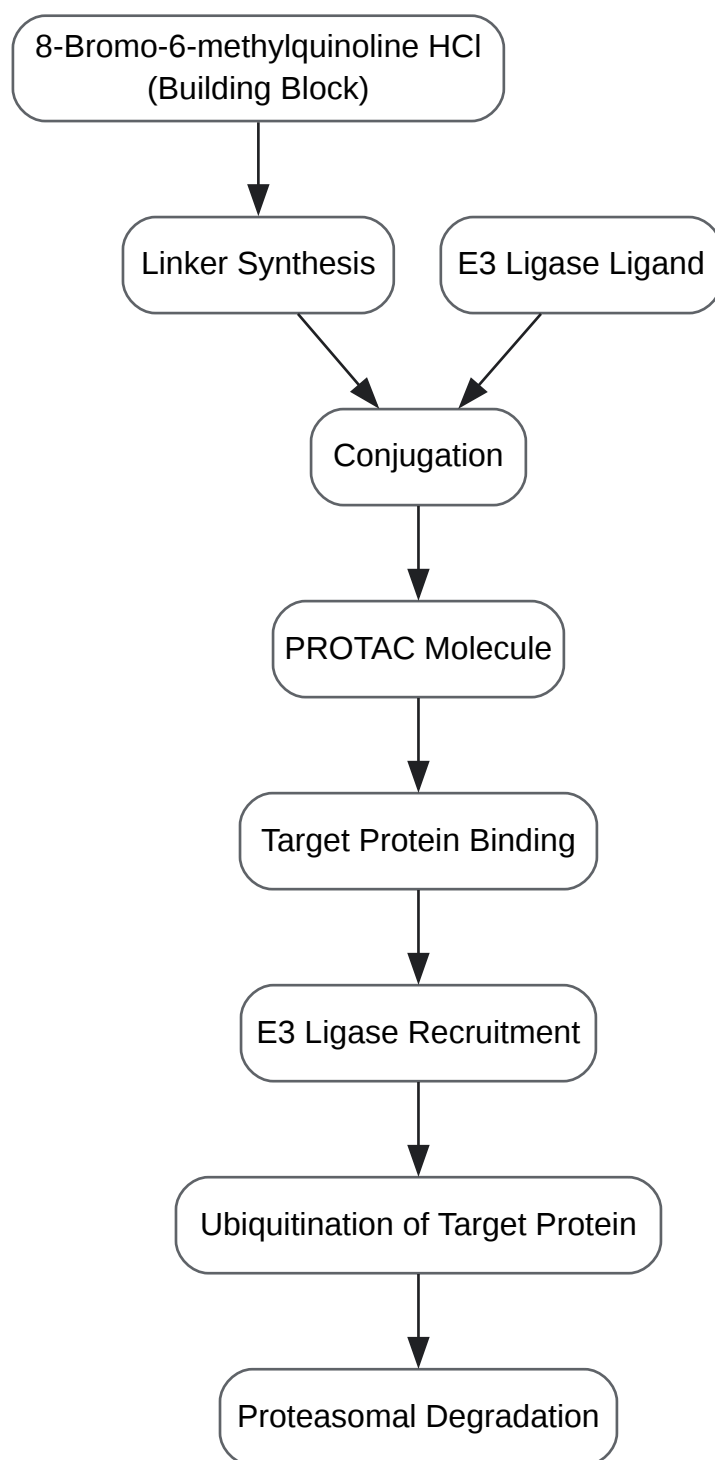 8-Bromo-6-methylquinoline HCl
(Building Block)
Linker Synthesis
E3 Ligase Ligand
Conjugation
PROTAC Molecule
Target Protein Binding
E3 Ligase Recruitment
Ubiquitination of Target Protein
Proteasomal Degradation